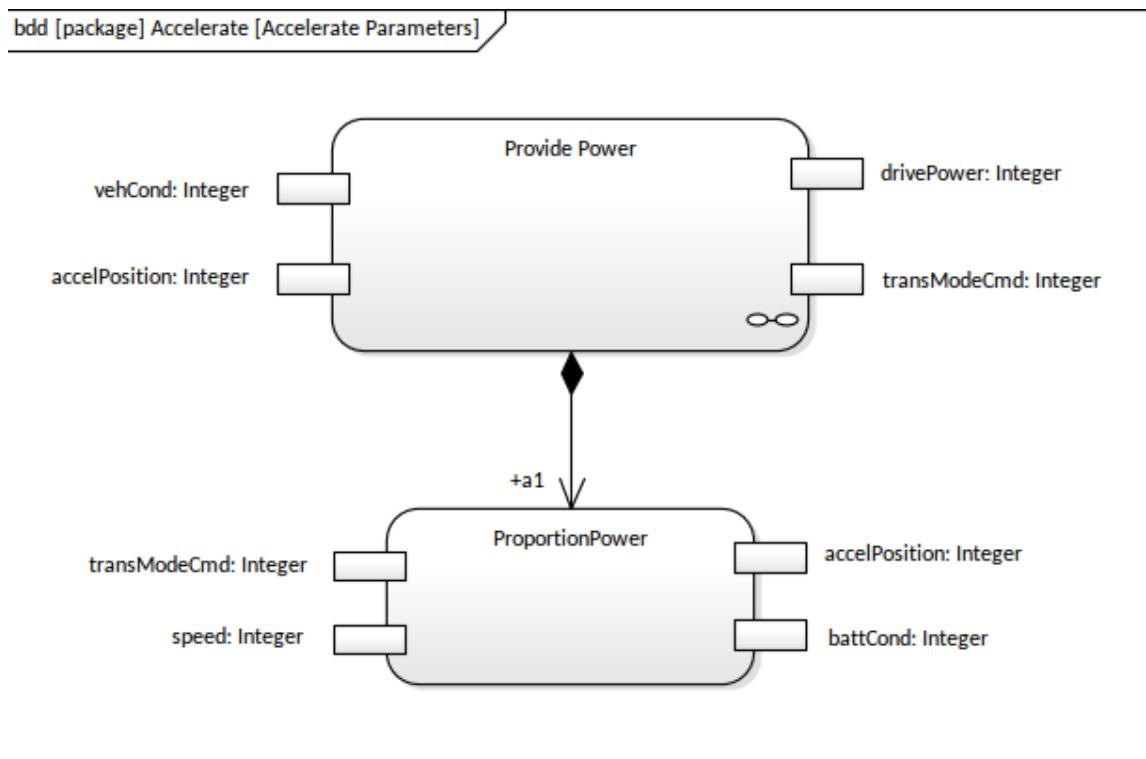 bdd [package] Accelerate [Accelerate Parameters]
Provide Power
vehCond: Integer
drivePower: Integer
accelPosition: Integer
transModeCmd: Integer
+a1
ProportionPower
transModeCmd: Integer
accelPosition: Integer
speed: Integer
battCond: Integer